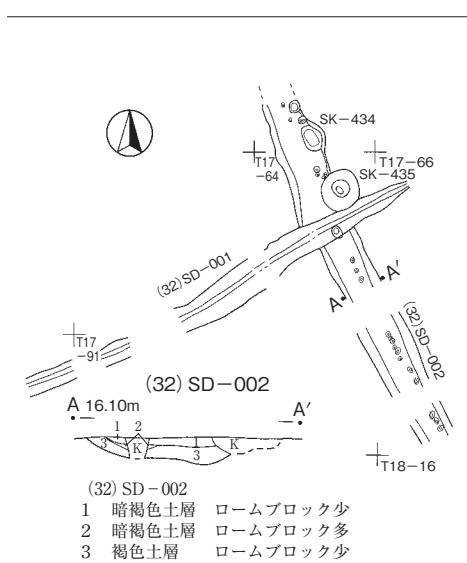 SK−434
T17
−64
T17−66
SK−435
(32)SD−001
A
A′
(32)SD−002
T17
−91
(32) SD−002
A 16.10m
A′
1 2
3
K
3
K
T18−16
(32) SD−002
1 暗褐色土層 ロームブロック少
2 暗褐色土層 ロームブロック多
3 褐色土層 ロームブロック少